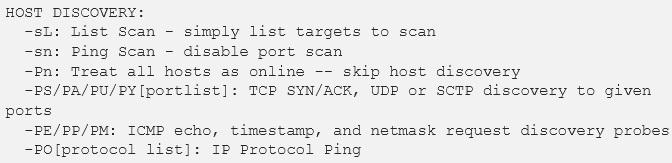 HOST DISCOVERY:
  -sL: List Scan - simply list targets to scan
  -sn: Ping Scan - disable port scan
  -Pn: Treat all hosts as online -- skip host discovery
  -PS/PA/PU/PY[portlist]: TCP SYN/ACK, UDP or SCTP discovery to given
ports
  -PE/PP/PM: ICMP echo, timestamp, and netmask request discovery probes
  -PO[protocol list]: IP Protocol Ping